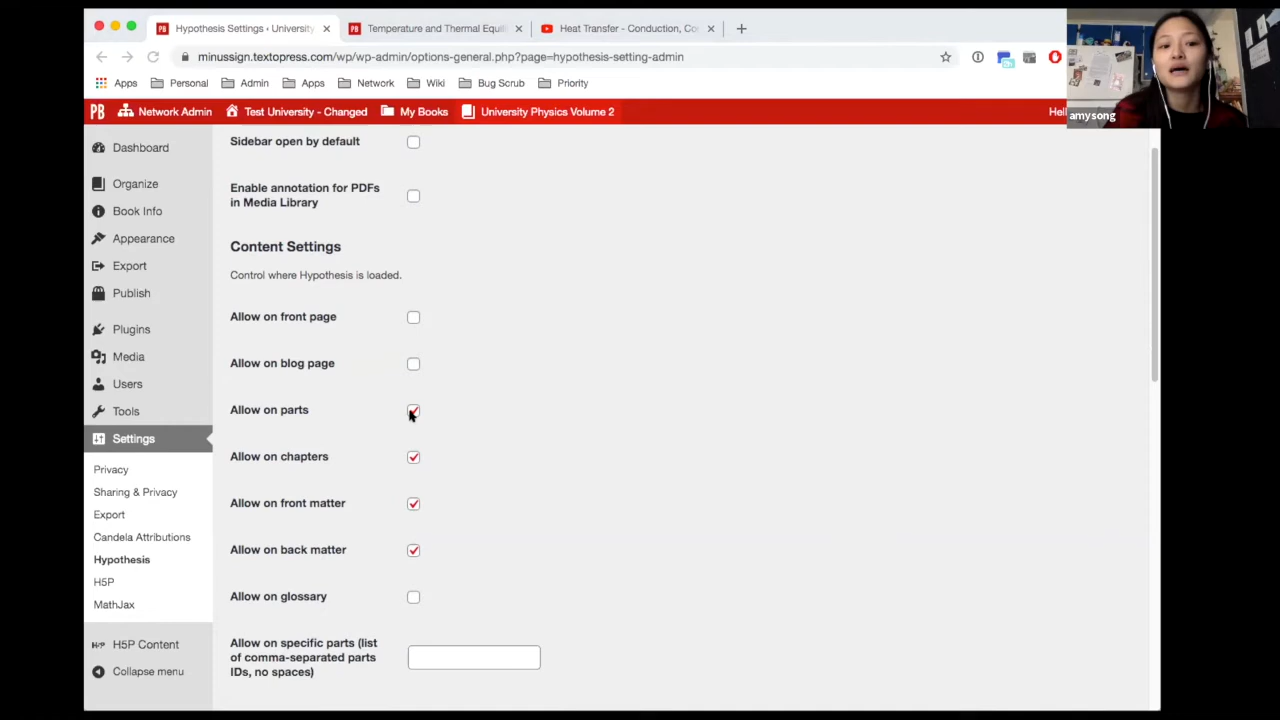 Hypothesis Settings ‹ University
Temperature and Thermal Equili
Heat Transfer - Conduction, Co
minussign.textopress.com/wp/wp-admin/options-general.php?page=hypothesis-setting-admin
Apps
Personal
Admin
Apps
Network
Wiki
Bug Scrub
Priority
PB
Network Admin
Test University - Changed
My Books
University Physics Volume 2
Hell
amysong
Dashboard
Organize
Book Info
Appearance
Export
Publish
Plugins
Media
Users
Tools
Settings
Privacy
Sharing & Privacy
Export
Candela Attributions
Hypothesis
H5P
MathJax
H5P Content
Collapse menu
Sidebar open by default
Enable annotation for PDFs
in Media Library
Content Settings
Control where Hypothesis is loaded.
Allow on front page
Allow on blog page
Allow on parts
Allow on chapters
Allow on front matter
Allow on back matter
Allow on glossary
Allow on specific parts (list
of comma-separated parts
IDs, no spaces)